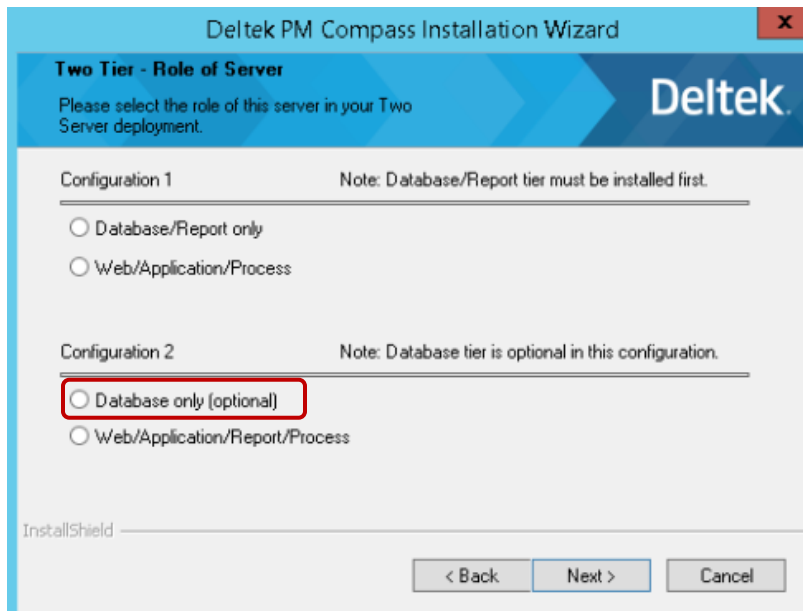 Deltek PM Compass Installation Wizard
x
Two Tier - Role of Server
Please select the role of this server in your Two
Server deployment.
Deltek.
Configuration 1 Note: Database/Report tier must be installed first.
Database/Report only
Web/Application/Process
Configuration 2 Note: Database tier is optional in this configuration.
Database only (optional)
Web/Application/Report/Process
InstallShield
< Back Next > Cancel